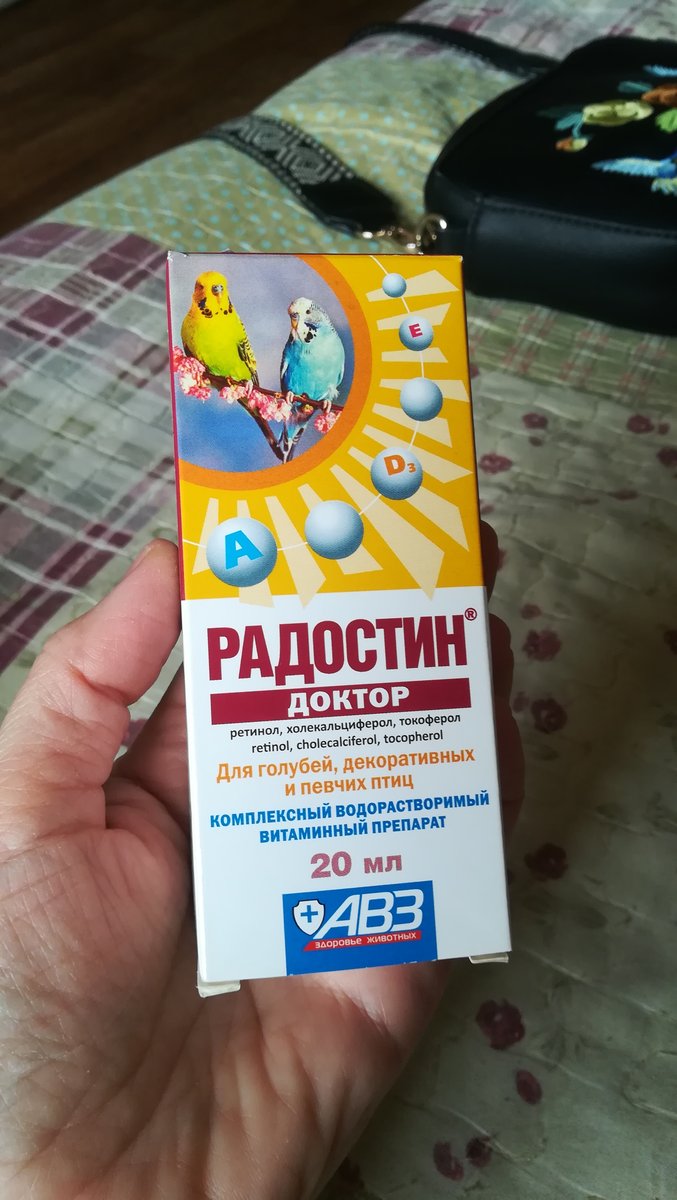 E
D3
A
РАДОСТИН®
ДОКТОР
ретинол, холекальциферол, токоферол
retinol, cholecalciferol, tocopherol
Для голубей, декоративных
и певчих птиц
КОМПЛЕКСНЫЙ ВОДОРАСТВОРИМЫЙ
ВИТАМИННЫЙ ПРЕПАРАТ
20 мл
АВЗ
ЗДОРОВЬЕ ЖИВОТНЫХ